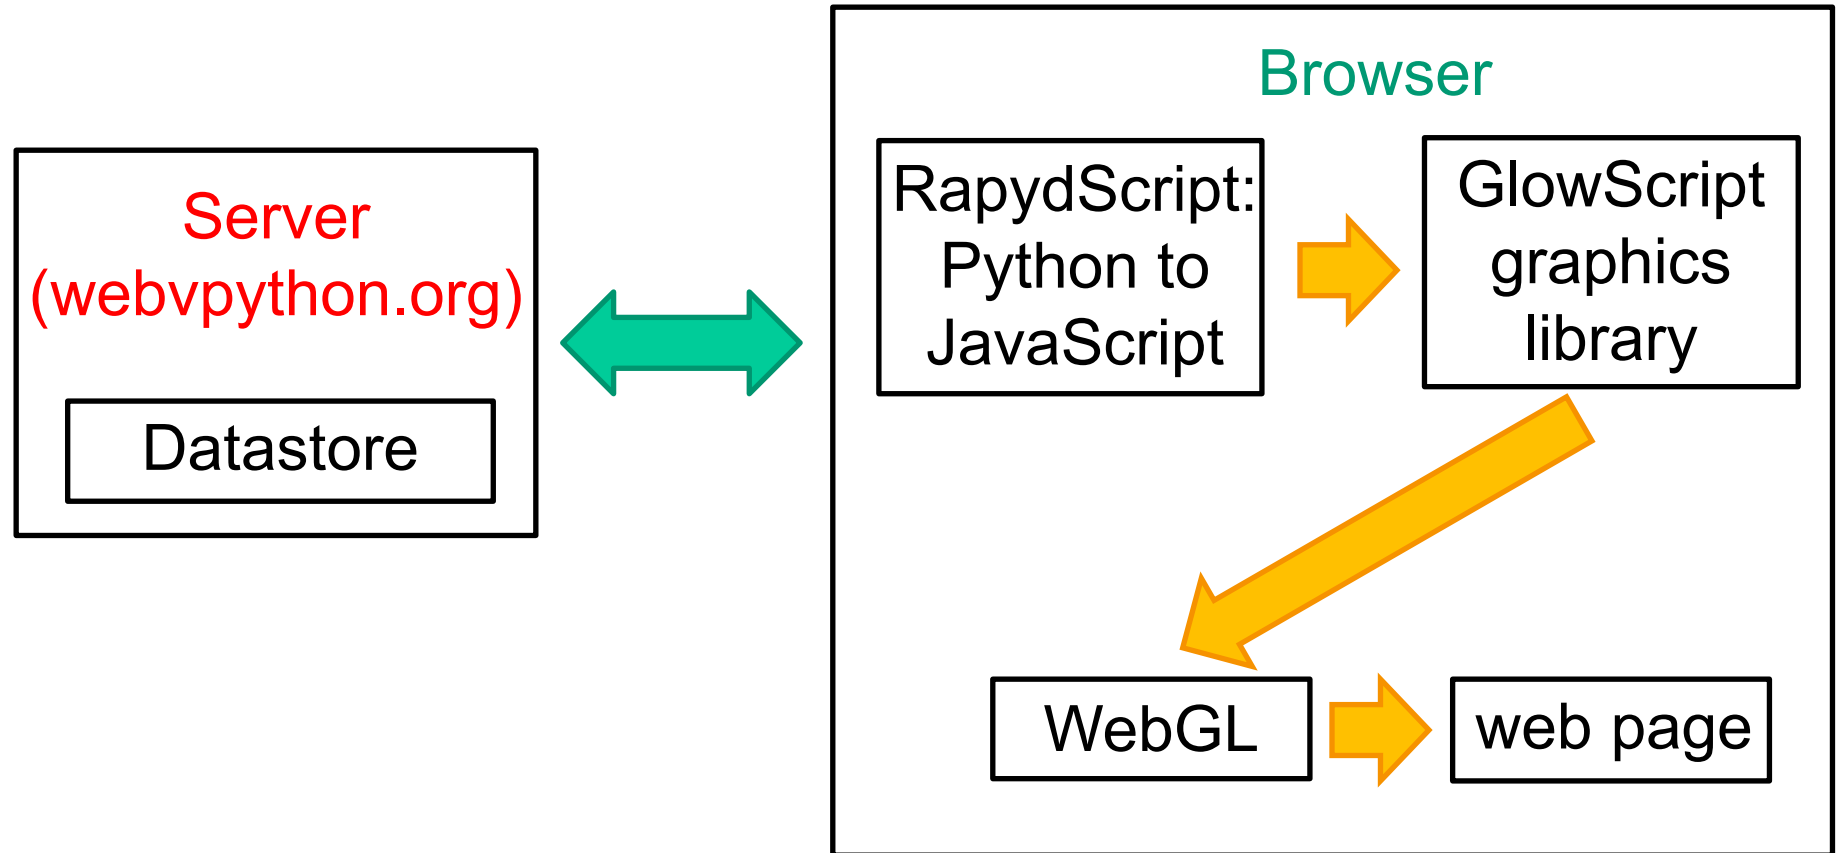 Server
(webvpython.org)
Datastore
Browser
RapydScript:
Python to
JavaScript
GlowScript
graphics
library
WebGL
web page